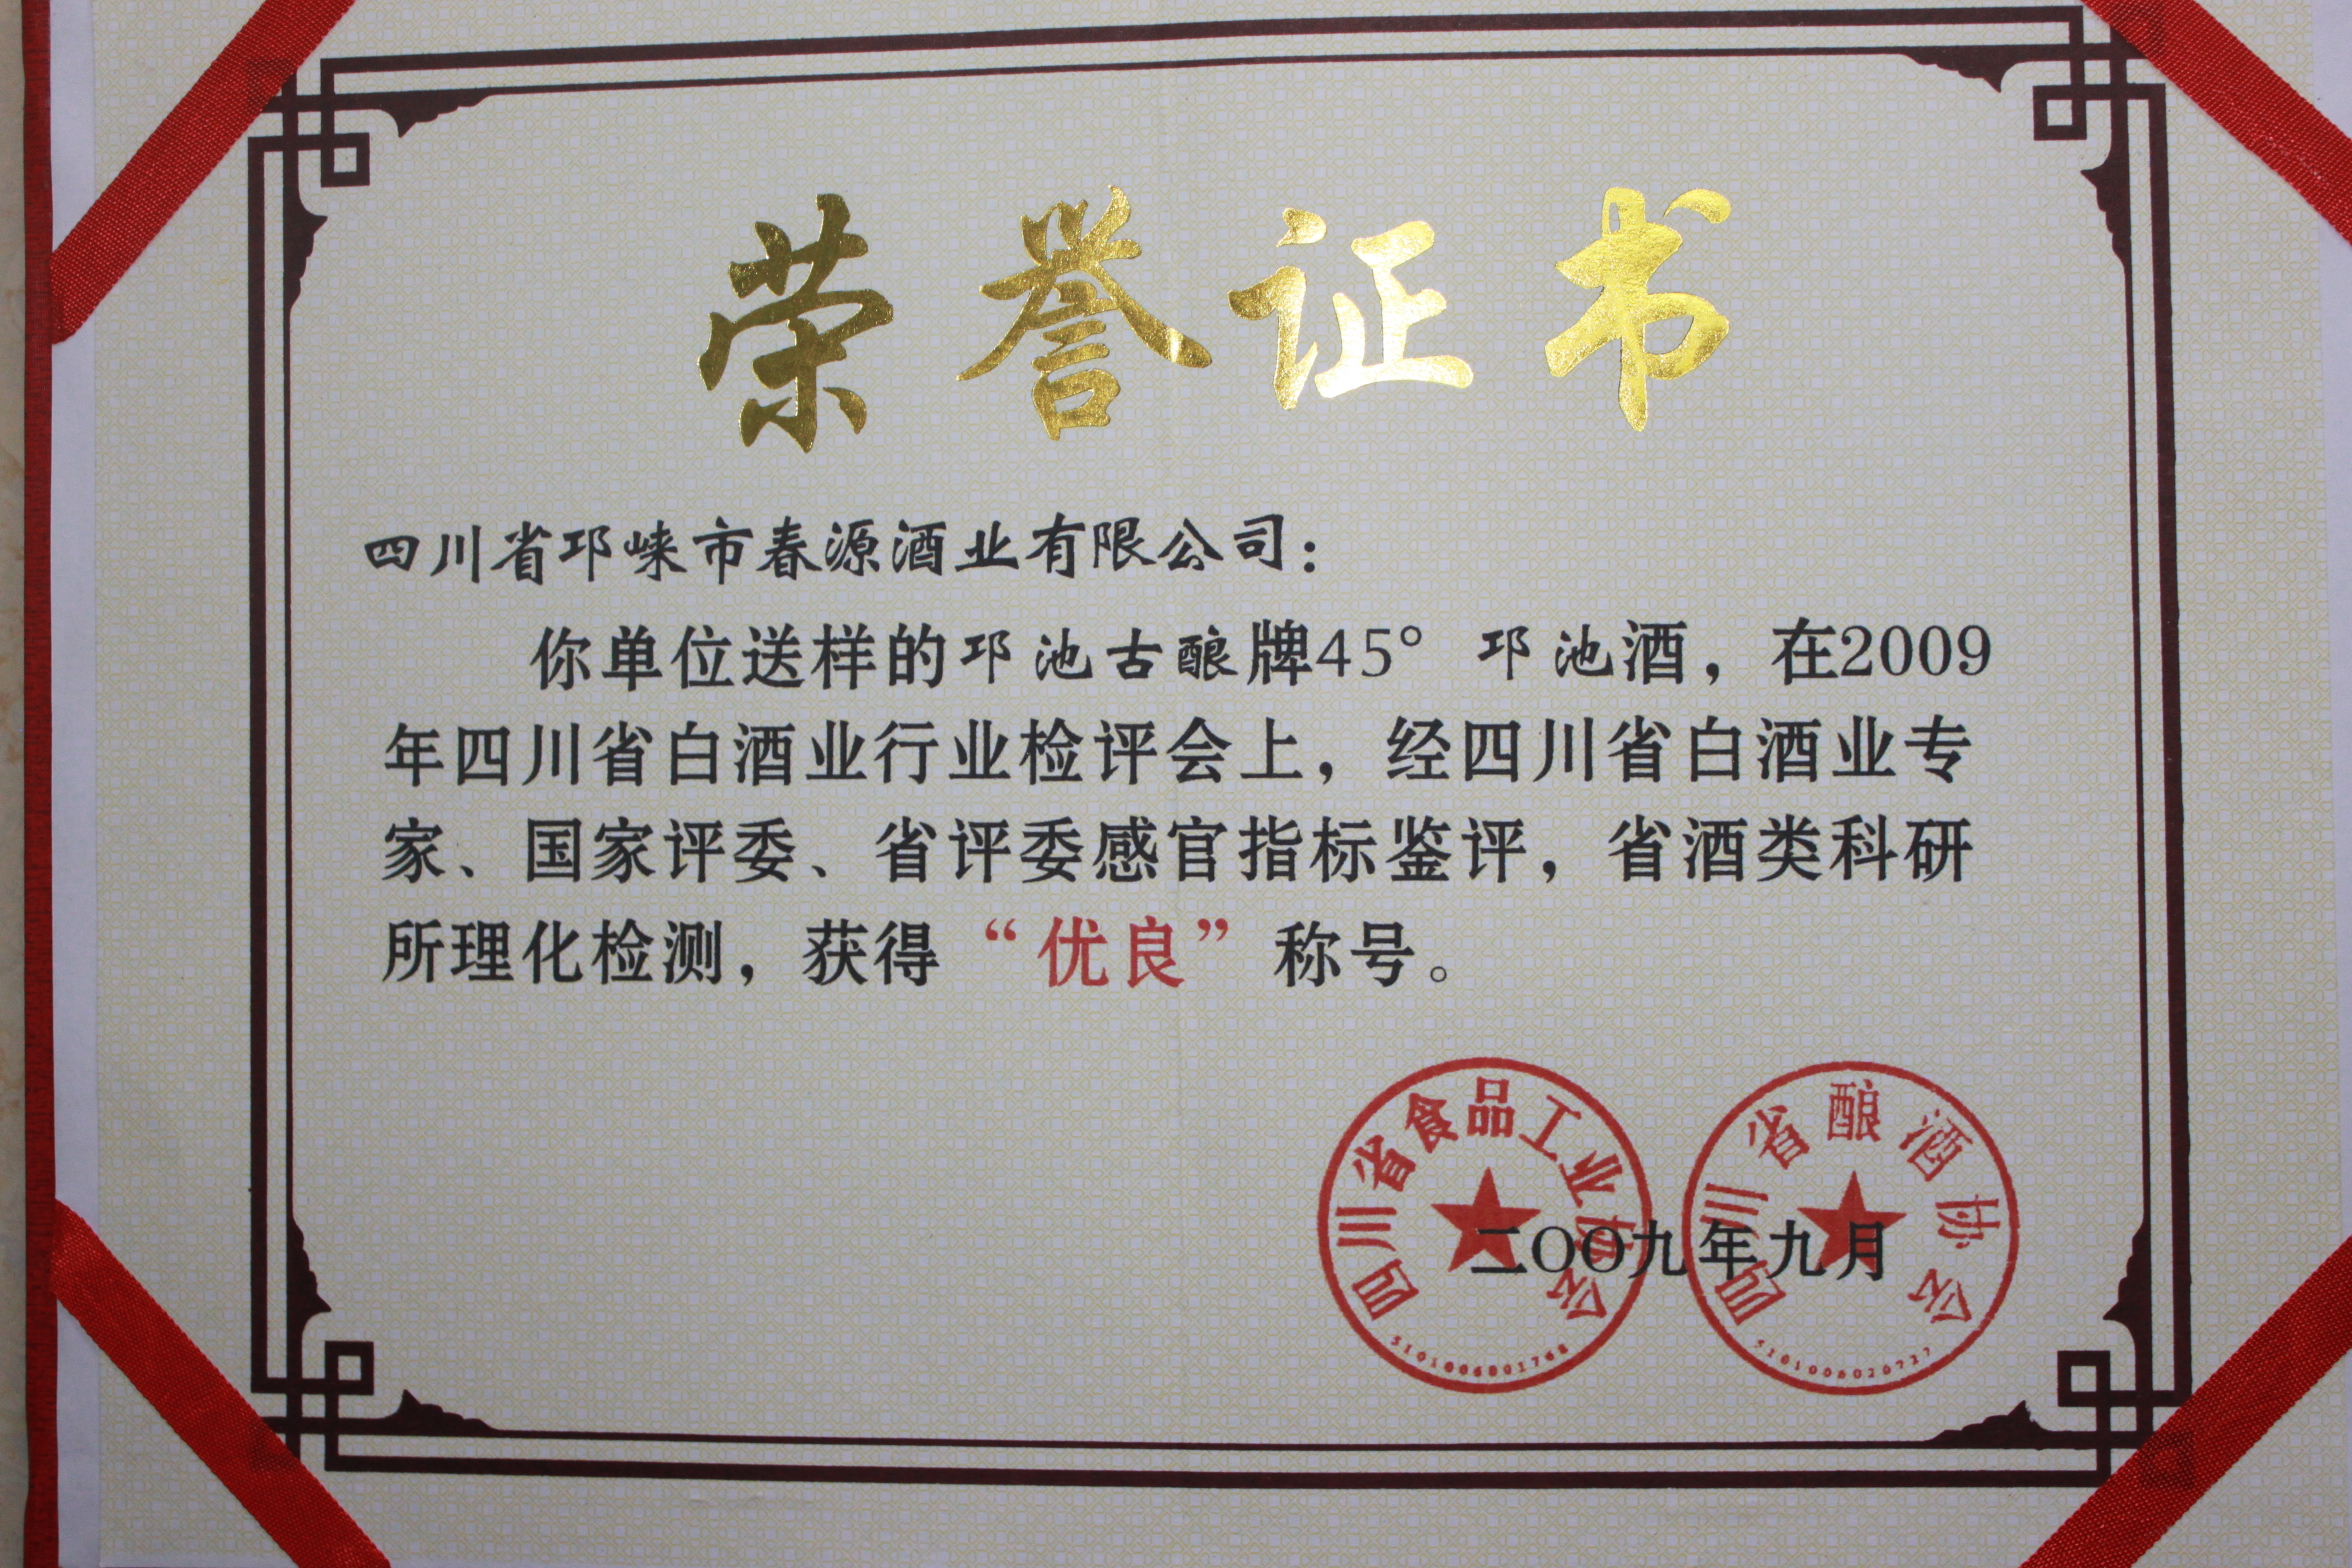 荣誉证书
四川省邛崃市春源酒业有限公司：
你单位送样的邛池古酿牌45°邛池酒，在2009
年四川省白酒业行业检评会上，经四川省白酒业专
家、国家评委、省评委感官指标鉴评，省酒类科研
所理化检测，获得“优良”称号。
四川省食品工业协会
四川省酿酒协会
二〇〇九年九月